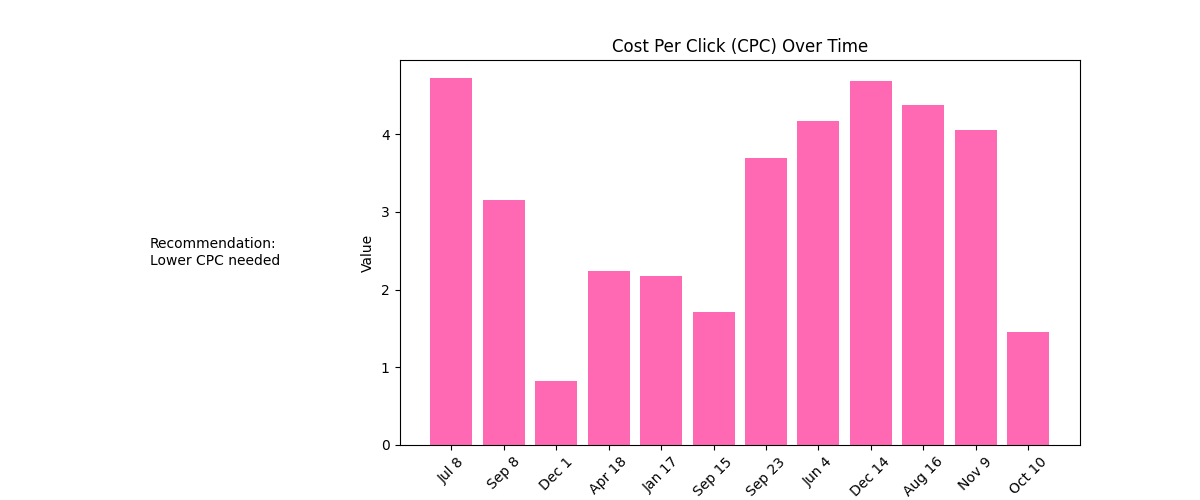 Cost Per Click (CPC) Over Time
Recommendation:
Lower CPC needed
Value
4
3
2
1
0
Jul 8
Sep 8
Dec 1
Apr 18
Jan 17
Sep 15
Sep 23
Jun 4
Dec 14
Aug 16
Nov 9
Oct 10